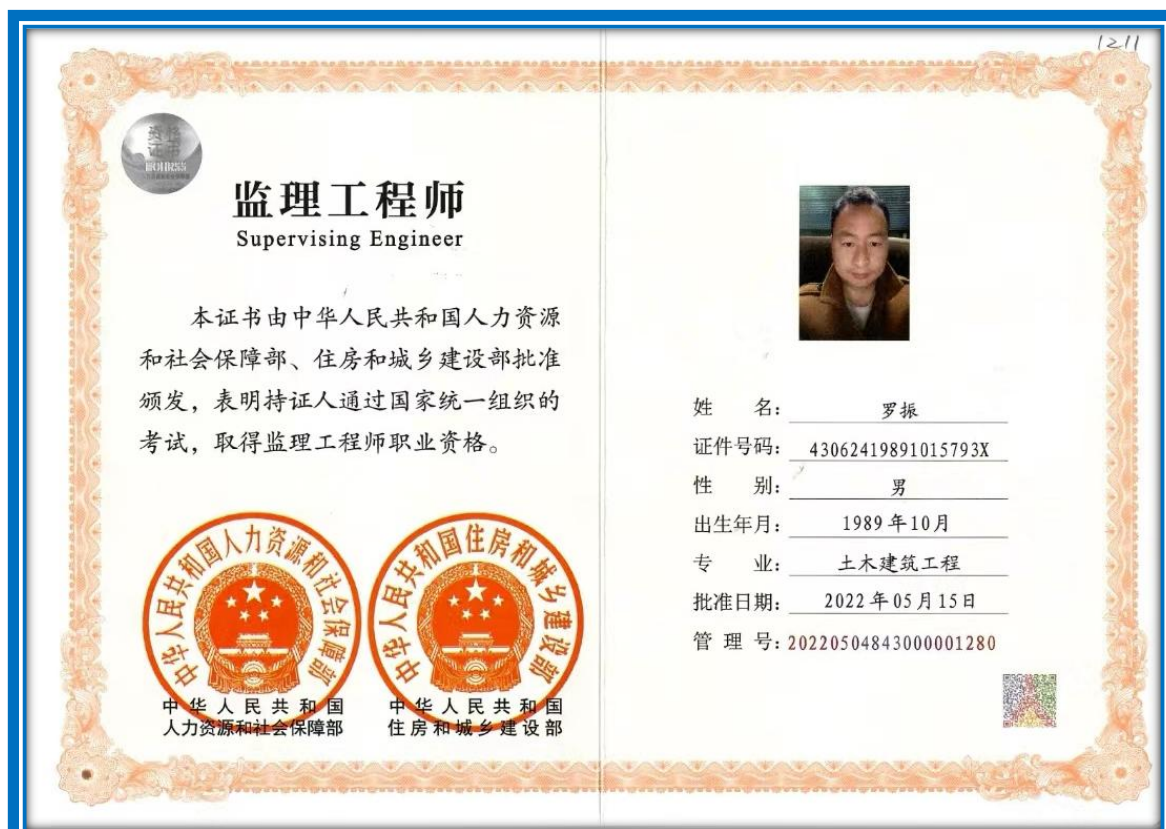 1211
资格
证书
监理工程师
Supervising Engineer
本证书由中华人民共和国人力资源
和社会保障部、住房和城乡建设部批准
颁发，表明持证人通过国家统一组织的
考试，取得监理工程师职业资格。
中华人民共和国人力资源和社会保障部
中华人民共和国住房和城乡建设部
中华人民共和国
人力资源和社会保障部
中华人民共和国
住房和城乡建设部
姓 名： 罗振
证件号码： 43062419891015793X
性 别： 男
出生年月： 1989年10月
专 业： 土木建筑工程
批准日期： 2022年05月15日
管 理 号： 20220504843000001280